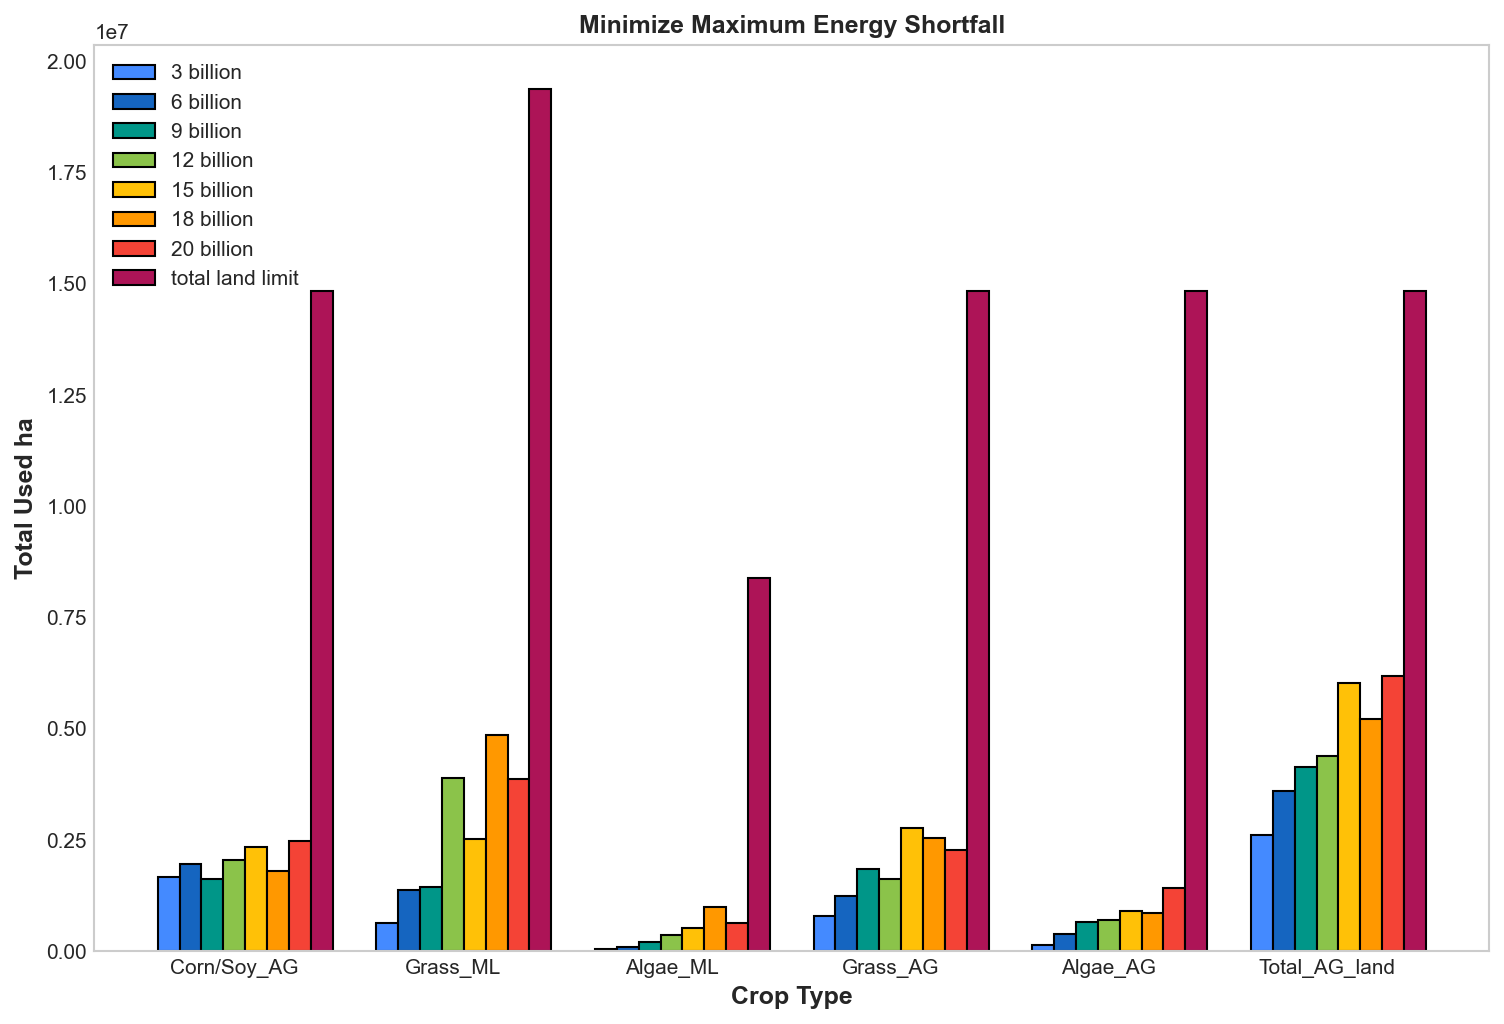 Minimize Maximum Energy Shortfall
1e7
2.00
1.75
1.50
1.25
1.00
0.75
0.50
0.25
0.00
Total Used ha
3 billion
6 billion
9 billion
12 billion
15 billion
18 billion
20 billion
total land limit
Corn/Soy_AG
Grass_ML
Algae_ML
Grass_AG
Algae_AG
Total_AG_land
Crop Type